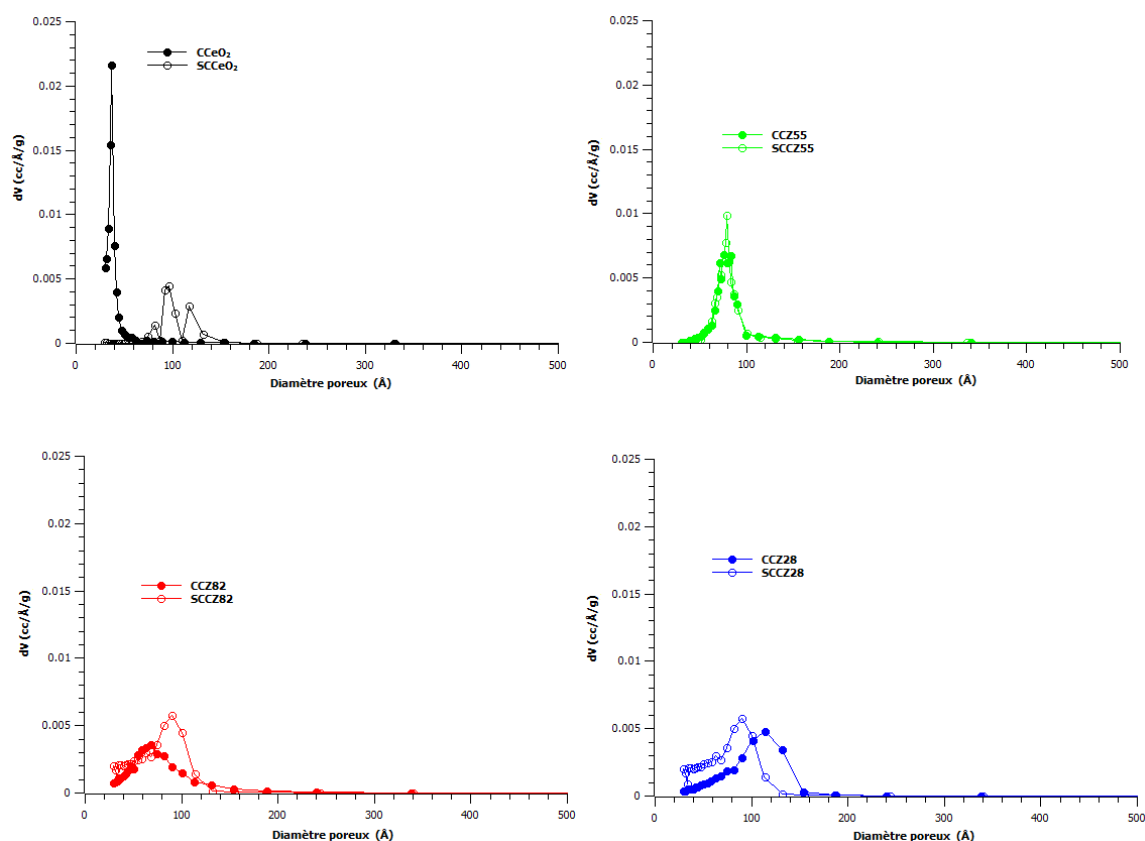 0.025
0.02
0.015
0.01
0.005
0
dV (cc/Å/g)
CCeO₂
SCCeO₂
0 100 200 300 400 500
Diamètre poreux (Å)
0.025
0.02
0.015
0.01
0.005
0
dV (cc/Å/g)
CCZ55
SCCZ55
0 100 200 300 400 500
Diamètre poreux (Å)
0.025
0.02
0.015
0.01
0.005
0
dV (cc/Å/g)
CCZ82
SCCZ82
0 100 200 300 400 500
Diamètre poreux (Å)
0.025
0.02
0.015
0.01
0.005
0
dV (cc/Å/g)
CCZ28
SCCZ28
0 100 200 300 400 500
Diamètre poreux (Å)